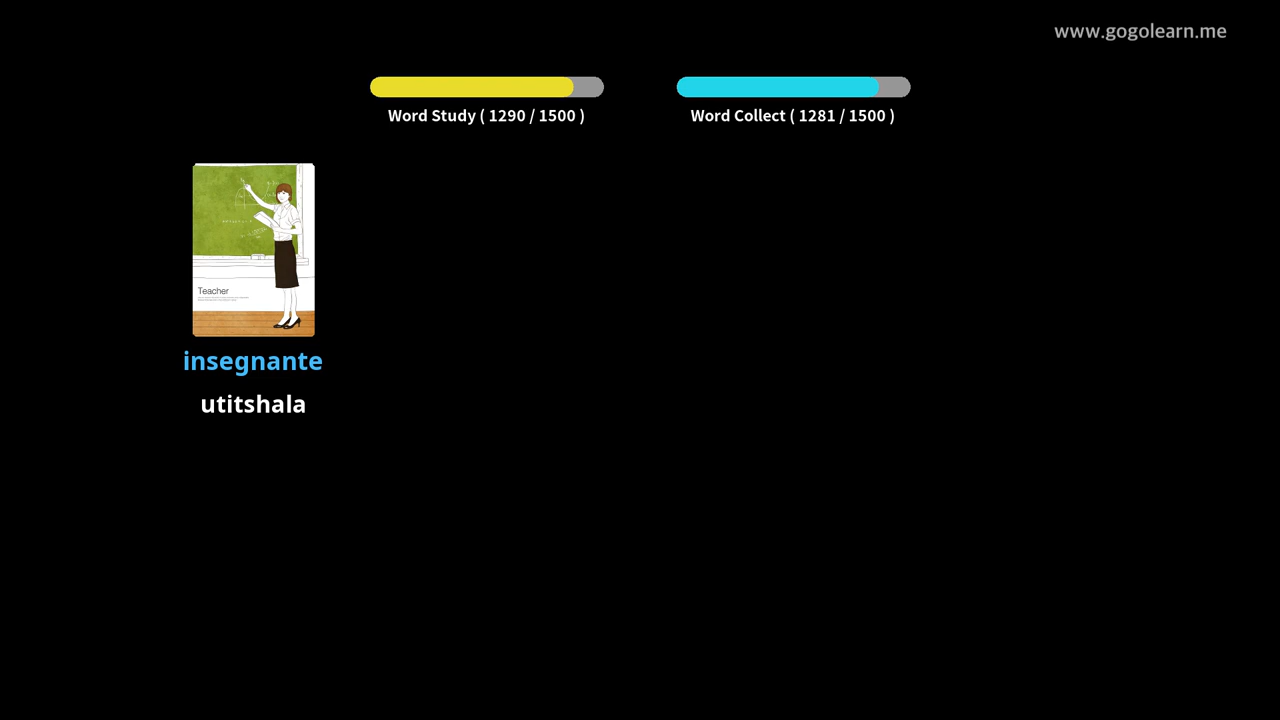 www.gogolearn.me
Word Study ( 1290 / 1500 )
Word Collect ( 1281 / 1500 )
Teacher
insegnante
utitshala